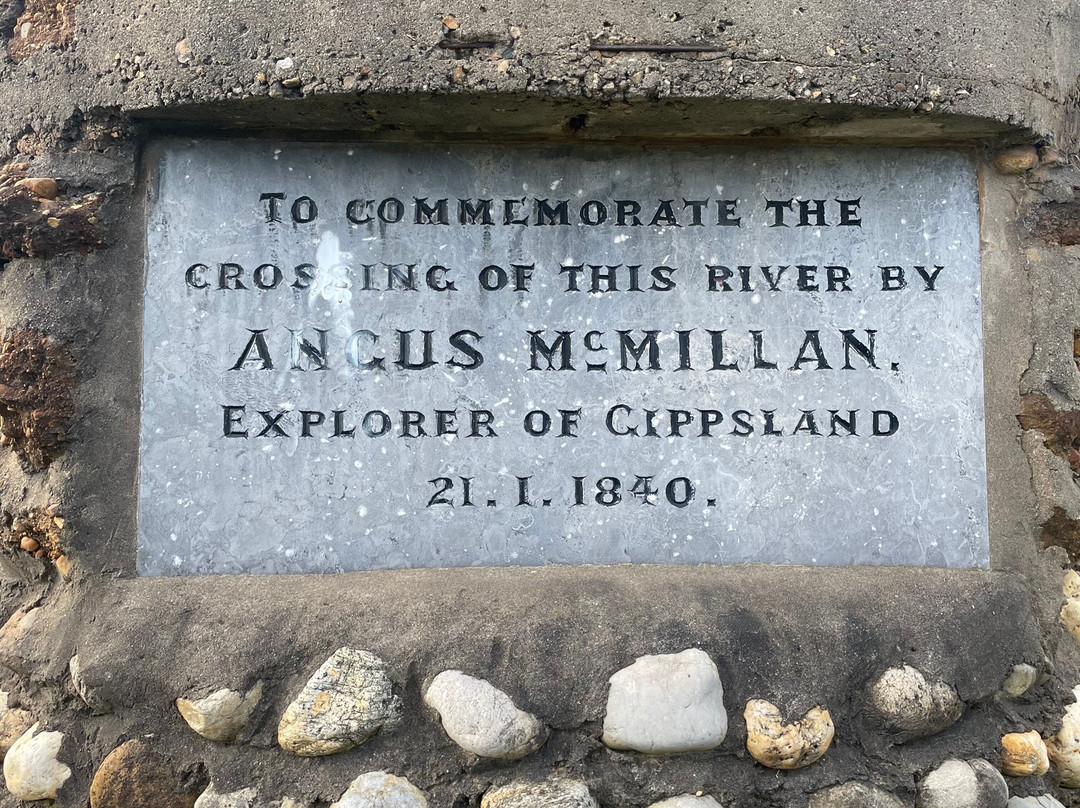 TO COMMEMORATE THE
CROSSING OF THIS RIVER BY
ANGUS McMILLAN.
EXPLORER OF GIPPSLAND
21.1.1840.